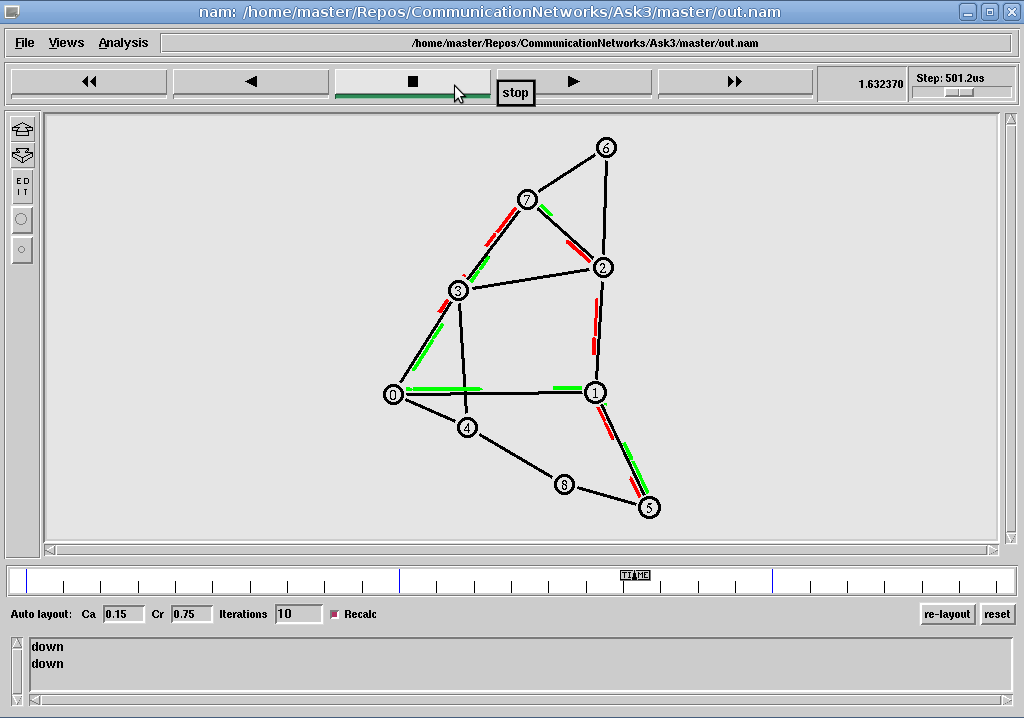 nam: /home/master/Repos/CommunicationNetworks/Ask3/master/out.nam
File Views Analysis /home/master/Repos/CommunicationNetworks/Ask3/master/out.nam
stop 1.632370 Step: 501.2us
ED
IT
6
7
2
3
0
1
4
8
5
TIME
Auto layout: Ca 0.15 Cr 0.75 Iterations 10 Recalc re-layout reset
down
down